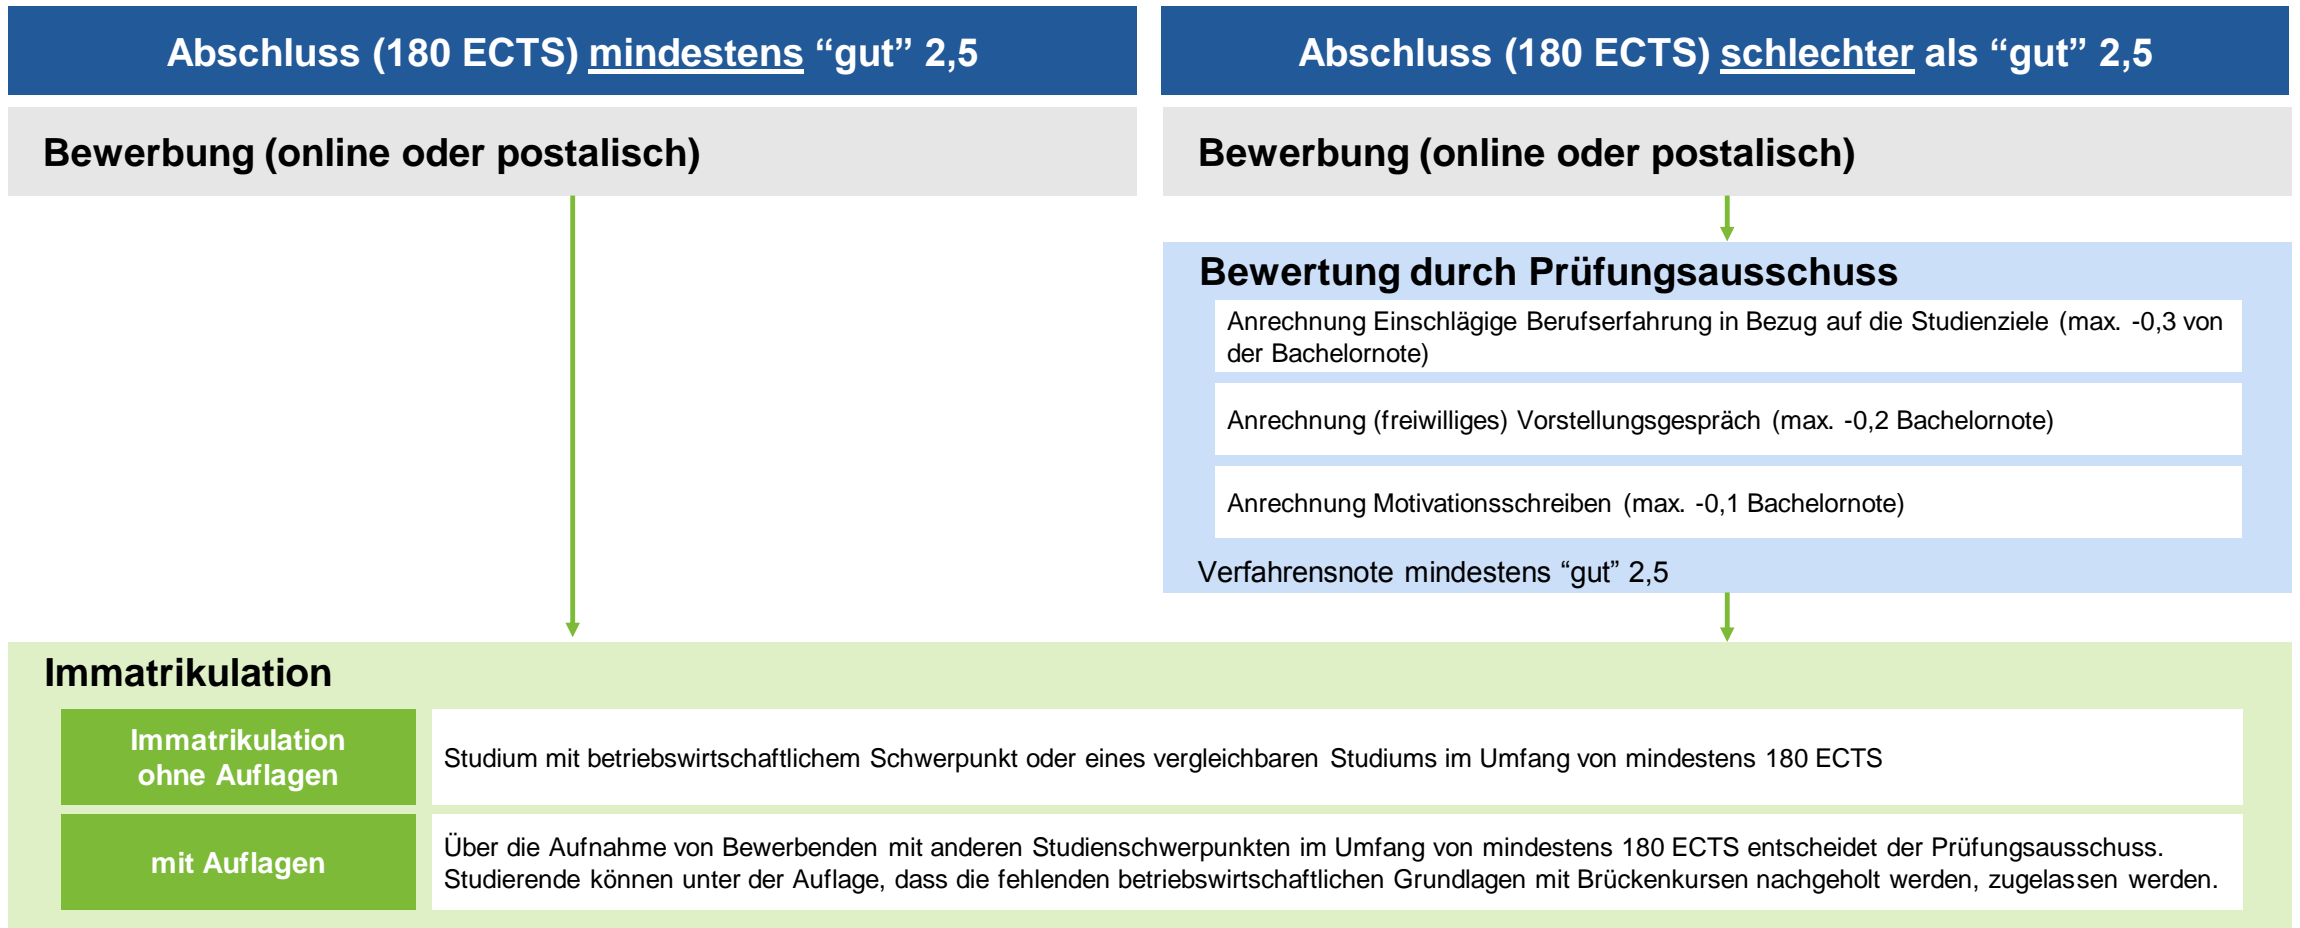 Abschluss (180 ECTS) mindestens “gut” 2,5
Abschluss (180 ECTS) schlechter als “gut” 2,5
Bewerbung (online oder postalisch)
Bewerbung (online oder postalisch)
Bewertung durch Prüfungsausschuss
Anrechnung Einschlägige Berufserfahrung in Bezug auf die Studienziele (max. -0,3 von
der Bachelornote)
Anrechnung (freiwilliges) Vorstellungsgespräch (max. -0,2 Bachelornote)
Anrechnung Motivationsschreiben (max. -0,1 Bachelornote)
Verfahrensnote mindestens “gut” 2,5
Immatrikulation
Immatrikulation
ohne Auflagen
Studium mit betriebswirtschaftlichem Schwerpunkt oder eines vergleichbaren Studiums im Umfang von mindestens 180 ECTS
mit Auflagen
Über die Aufnahme von Bewerbenden mit anderen Studienschwerpunkten im Umfang von mindestens 180 ECTS entscheidet der Prüfungsausschuss.
Studierende können unter der Auflage, dass die fehlenden betriebswirtschaftlichen Grundlagen mit Brückenkursen nachgeholt werden, zugelassen werden.